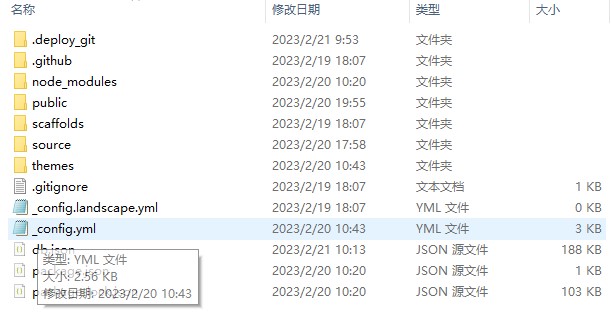 名称 修改日期 类型 大小
.deploy_git 2023/2/21 9:53 文件夹
.github 2023/2/19 18:07 文件夹
node_modules 2023/2/20 10:20 文件夹
public 2023/2/20 19:55 文件夹
scaffolds 2023/2/19 18:07 文件夹
source 2023/2/20 17:58 文件夹
themes 2023/2/20 10:43 文件夹
.gitignore 2023/2/19 18:07 文本文档 1 KB
_config.landscape.yml 2023/2/19 18:07 YML 文件 0 KB
_config.yml 2023/2/20 10:43 YML 文件 3 KB
db.json 2023/2/21 10:13 JSON 源文件 188 KB
类型: YML 文件
2023/2/20 10:20 JSON 源文件 1 KB
大小: 2.56 KB
2023/2/20 10:20 JSON 源文件 103 KB
修改日期: 2023/2/20 10:43